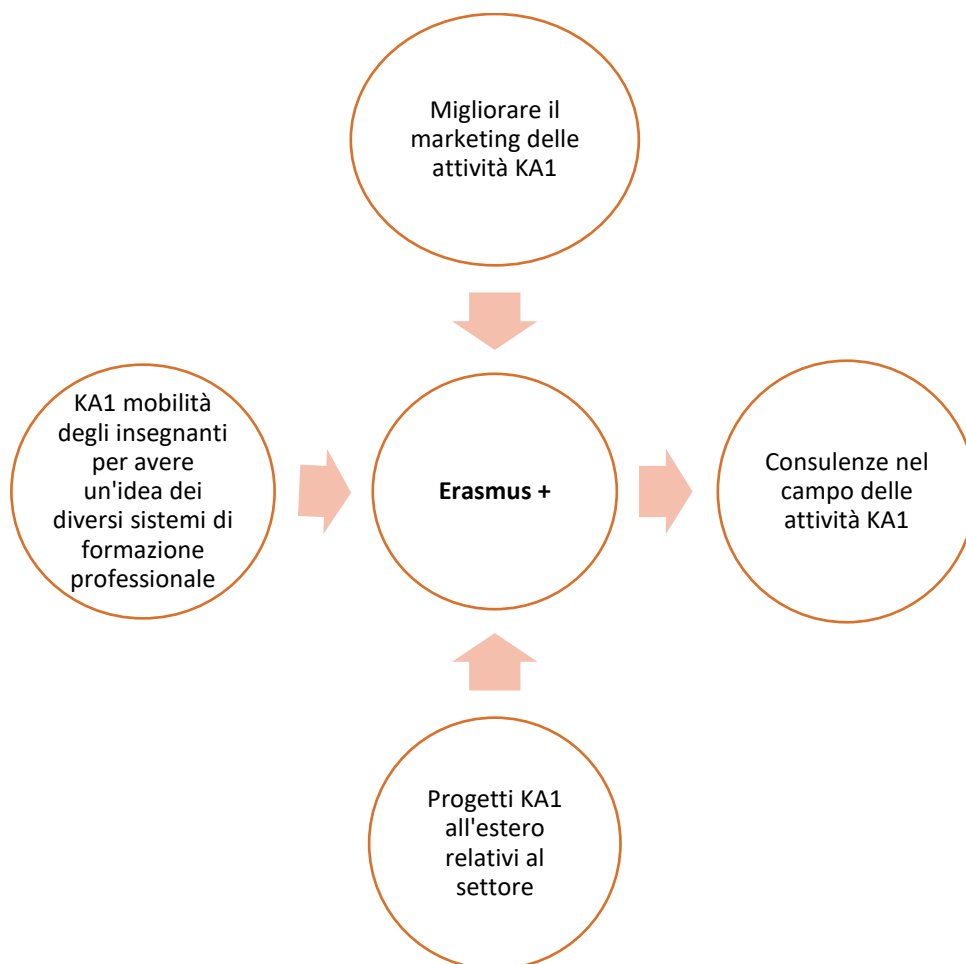 Migliorare il
marketing delle
attività KA1
KA1 mobilità
degli insegnanti
per avere
un'idea dei
diversi sistemi di
formazione
professionale
Erasmus +
Consulenze nel
campo delle
attività KA1
Progetti KA1
all'estero
relativi al
settore